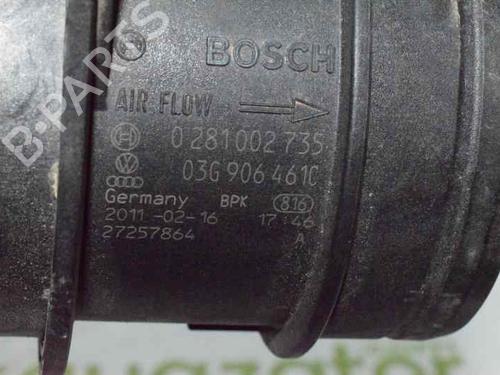 B-PARTS
BOSCH
AIR FLOW
0 281 002 735
03G 906 461C
Germany BPK 816
2011-02-16 17:46
27257864 A